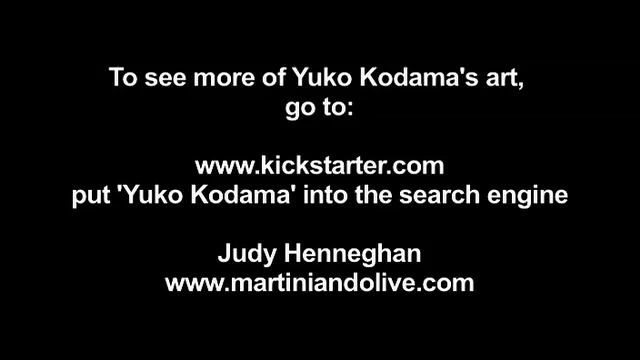 To see more of Yuko Kodama's art,
go to:
www.kickstarter.com
put 'Yuko Kodama' into the search engine
Judy Henneghan
www.martiniandolive.com